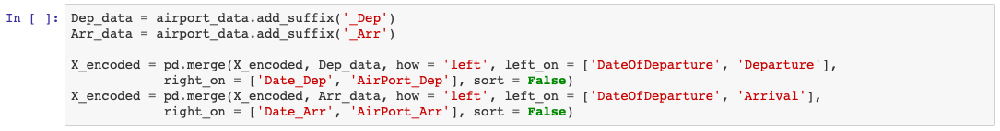 In [ ]: Dep_data = airport_data.add_suffix('_Dep')
Arr_data = airport_data.add_suffix('_Arr')
X_encoded = pd.merge(X_encoded, Dep_data, how = 'left', left_on = ['DateOfDeparture', 'Departure'],
right_on = ['Date_Dep', 'AirPort_Dep'], sort = False)
X_encoded = pd.merge(X_encoded, Arr_data, how = 'left', left_on = ['DateOfDeparture', 'Arrival'],
right_on = ['Date_Arr', 'AirPort_Arr'], sort = False)